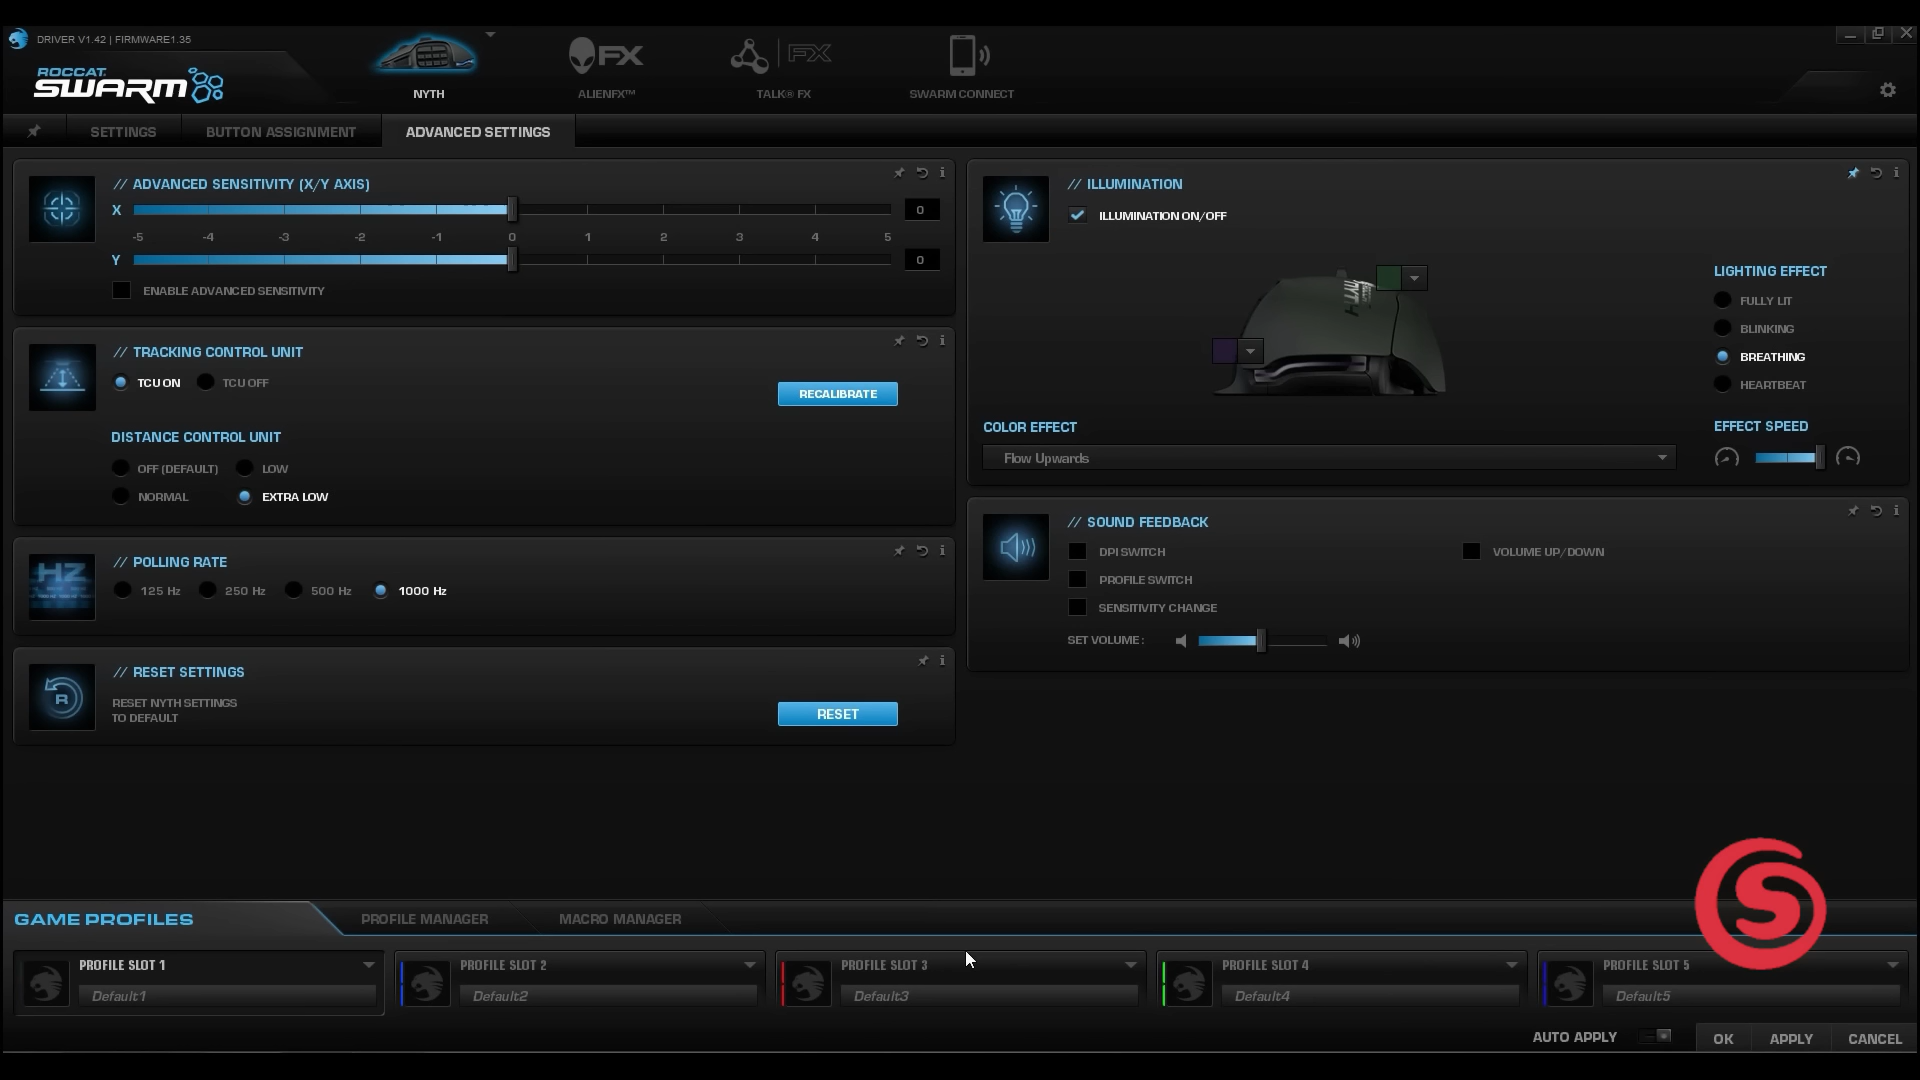 DRIVER V1.42 | FIRMWARE1.35
ROCCAT
SWARM
NYTH
FX
ALIENFX™
FX
TALK® FX
SWARM CONNECT
SETTINGS
BUTTON ASSIGNMENT
ADVANCED SETTINGS
// ADVANCED SENSITIVITY (X/Y AXIS)
X
0
-5 -4 -3 -2 -1 0 1 2 3 4 5
Y
0
ENABLE ADVANCED SENSITIVITY
// TRACKING CONTROL UNIT
TCU ON
TCU OFF
RECALIBRATE
DISTANCE CONTROL UNIT
OFF (DEFAULT)
LOW
NORMAL
EXTRA LOW
// POLLING RATE
HZ
125 Hz
250 Hz
500 Hz
1000 Hz
// RESET SETTINGS
R
RESET NYTH SETTINGS
TO DEFAULT
RESET
// ILLUMINATION
ILLUMINATION ON/OFF
LIGHTING EFFECT
FULLY LIT
BLINKING
BREATHING
HEARTBEAT
COLOR EFFECT
Flow Upwards
EFFECT SPEED
// SOUND FEEDBACK
DPI SWITCH
VOLUME UP/DOWN
PROFILE SWITCH
SENSITIVITY CHANGE
SET VOLUME :
GAME PROFILES
PROFILE MANAGER
MACRO MANAGER
PROFILE SLOT 1
Default1
PROFILE SLOT 2
Default2
PROFILE SLOT 3
Default3
PROFILE SLOT 4
Default4
PROFILE SLOT 5
Default5
AUTO APPLY
OK
APPLY
CANCEL